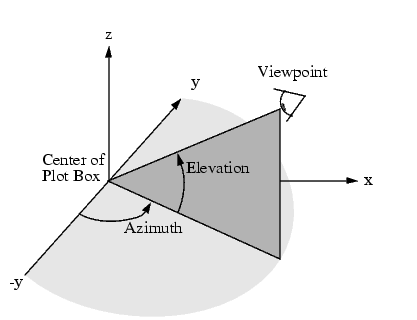 z
y
Viewpoint
Center of
Plot Box
Elevation
x
Azimuth
-y